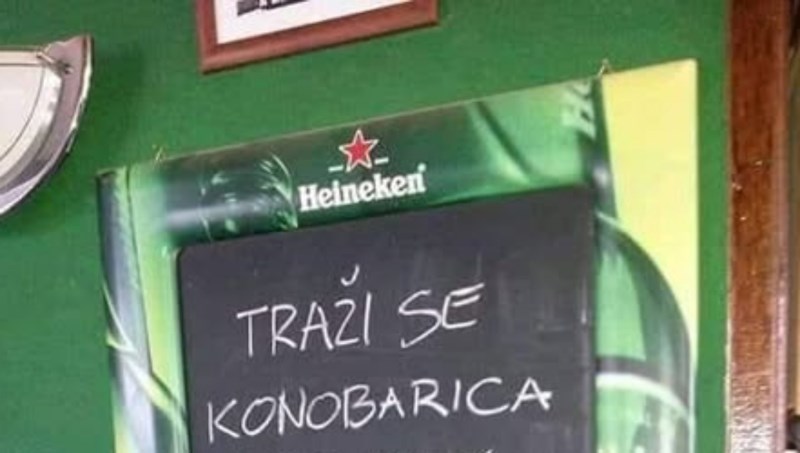 Heineken
TRAŽI SE
KONOBARICA